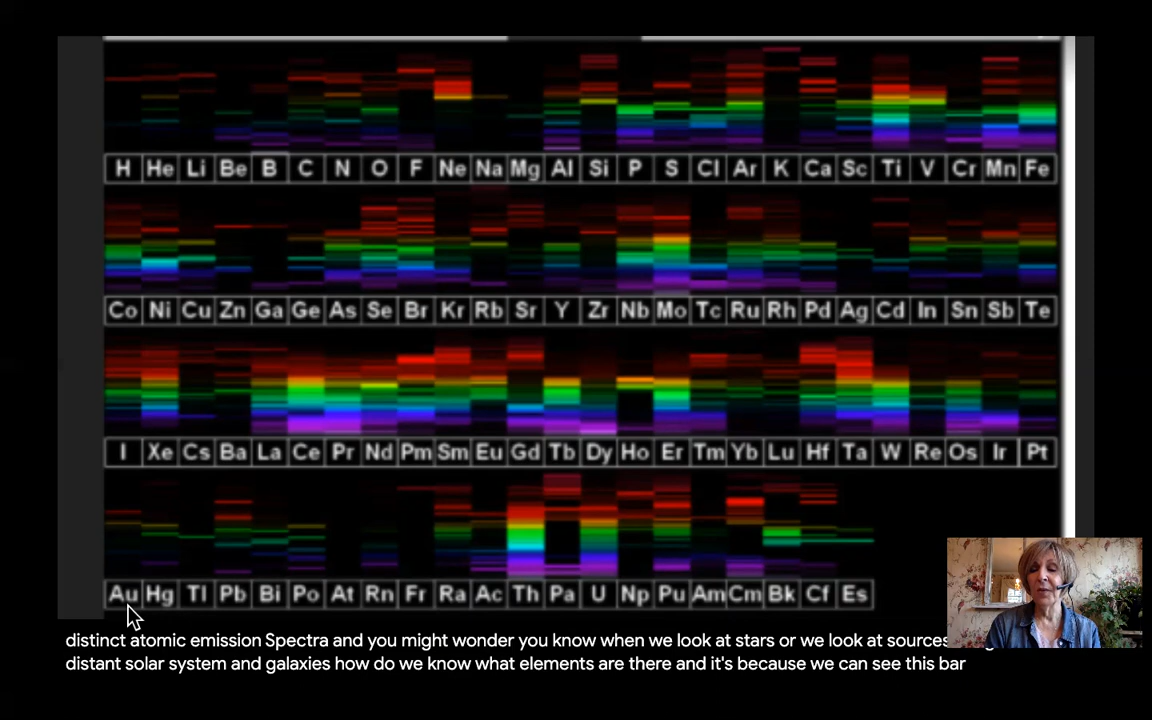 H He Li Be B C N O F Ne Na Mg Al Si P S Cl Ar K Ca Sc Ti V Cr Mn Fe
Co Ni Cu Zn Ga Ge As Se Br Kr Rb Sr Y Zr Nb Mo Tc Ru Rh Pd Ag Cd In Sn Sb Te
I Xe Cs Ba La Ce Pr Nd Pm Sm Eu Gd Tb Dy Ho Er Tm Yb Lu Hf Ta W Re Os Ir Pt
Au Hg Tl Pb Bi Po At Rn Fr Ra Ac Th Pa U Np Pu Am Cm Bk Cf Es
distinct atomic emission Spectra and you might wonder you know when we look at stars or we look at sources
distant solar system and galaxies how do we know what elements are there and it's because we can see this bar